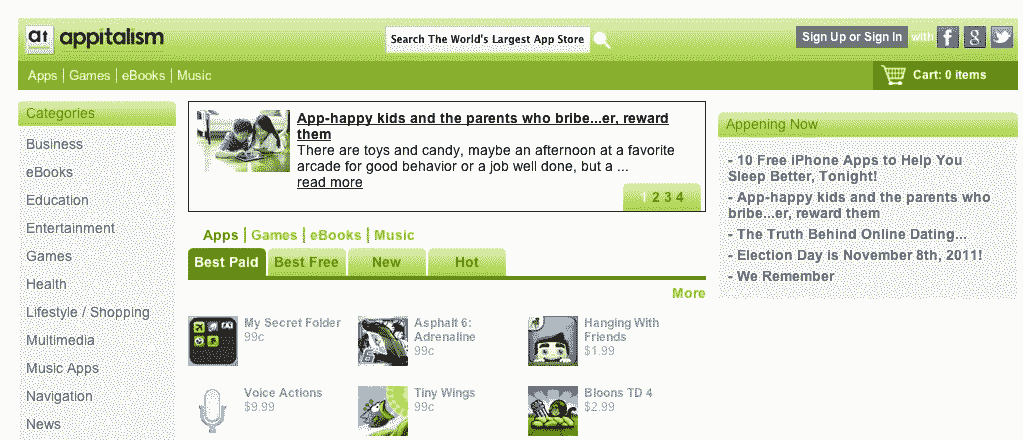 at appitalism
Search The World's Largest App Store
Sign Up or Sign In with f g
Apps | Games | eBooks | Music
Cart: 0 items
Categories
Business
eBooks
Education
Entertainment
Games
Health
Lifestyle / Shopping
Multimedia
Music Apps
Navigation
News
App-happy kids and the parents who bribe...er, reward
them
There are toys and candy, maybe an afternoon at a favorite
arcade for good behavior or a job well done, but a ...
read more
1 2 3 4
Apps | Games | eBooks | Music
Best Paid Best Free New Hot
More
My Secret Folder
99c
Asphalt 6:
Adrenaline
99c
Hanging With
Friends
$1.99
Voice Actions
$9.99
Tiny Wings
99c
Bloons TD 4
$2.99
Appening Now
- 10 Free iPhone Apps to Help You
Sleep Better, Tonight!
- App-happy kids and the parents who
bribe...er, reward them
- The Truth Behind Online Dating...
- Election Day is November 8th, 2011!
- We Remember